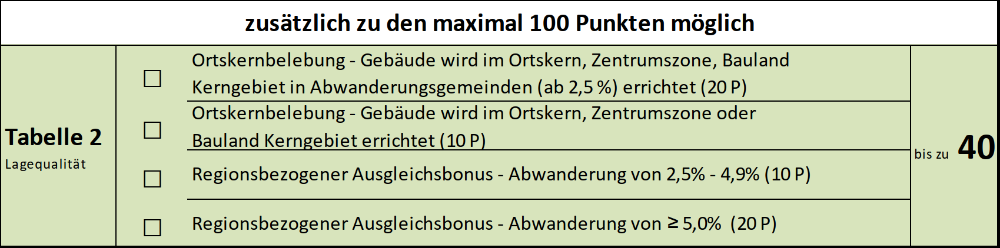 zusätzlich zu den maximal 100 Punkten möglich
Tabelle 2
Lagequalität
Ortskernbelebung - Gebäude wird im Ortskern, Zentrumszone, Bauland
Kerngebiet in Abwanderungsgemeinden (ab 2,5 %) errichtet (20 P)
Ortskernbelebung - Gebäude wird im Ortskern, Zentrumszone oder
Bauland Kerngebiet errichtet (10 P)
Regionsbezogener Ausgleichsbonus - Abwanderung von 2,5% - 4,9% (10 P)
Regionsbezogener Ausgleichsbonus - Abwanderung von ≥ 5,0% (20 P)
bis zu 40